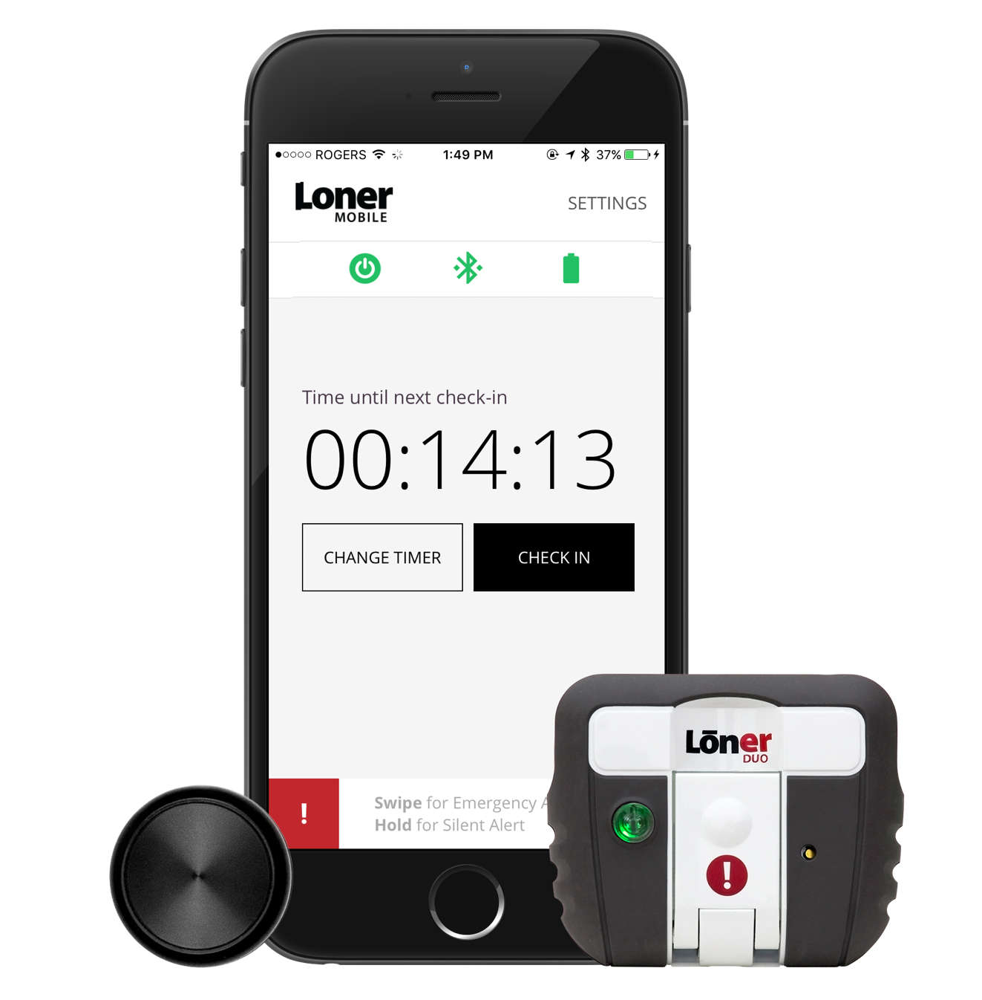 ROGERS 1:49 PM 37%
Loner
MOBILE
SETTINGS
Time until next check-in
00:14:13
CHANGE TIMER
CHECK IN
!
Swipe for Emergency A
Hold for Silent Alert
Lōner
DUO
!